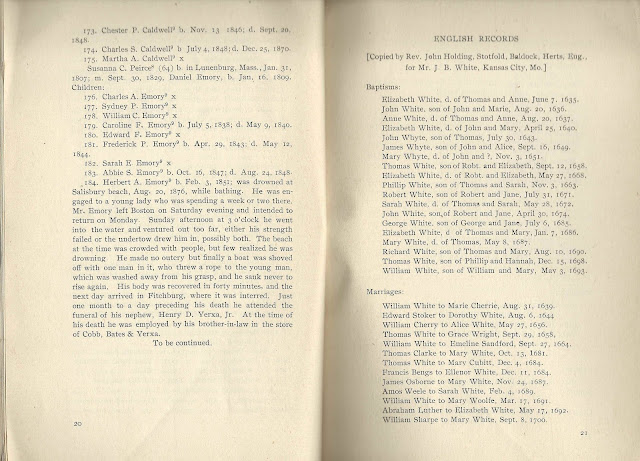 173. Chester P. Caldwell⁹ b. Nov. 13 1846; d. Sept. 20,
1848.
174. Charles S. Caldwell⁹ b July 4, 1848; d. Dec. 25, 1870.
175. Martha A. Caldwell⁹ x
Susanna C. Peirce⁸ (64) b. in Lunenburg, Mass., Jan. 31,
1807; m. Sept. 30, 1829, Daniel Emory, b. Jan. 16, 1809.
Children:
176. Charles A. Emory⁹ x
177. Sydney P. Emory⁹ x
178. William C. Emory⁹ x
179. Caroline F. Emory⁹ b. July 5, 1838; d. May 9, 1840.
180. Edward F. Emory⁹ x
181. Frederick P. Emory⁹ b. Apr. 29, 1843; d. May 12,
1844.
182. Sarah E. Emory⁹ x
183. Abbie S. Emory⁹ b. Oct. 16, 1847; d. Aug. 24, 1848.
184. Herbert A. Emory⁹ b. Feb. 3, 1851; was drowned at
Salisbury beach, Aug. 20, 1876, while bathing. He was en-
gaged to a young lady who was spending a week or two there.
Mr. Emory left Boston on Saturday evening and intended to
return on Monday Sunday afternoon at 3 o'clock he went
into the water and ventured out too far, either his strength
failed or the undertow drew him in, possibly both. The beach
at the time was crowded with people, but few realized he was
drowning He made no outcry but finally a boat was shoved
off with one man in it, who threw a rope to the young man,
which was washed away from his grasp, and he sank never to
rise again. His body was recovered in forty minutes, and the
next day arrived in Fitchburg, where it was interred. Just
one month to a day preceding his death he attended the
funeral of his nephew, Henry D. Verxa, Jr. At the time of
his death he was employed by his brother-in-law in the store
of Cobb, Bates & Verxa.
To be continued.
20
ENGLISH RECORDS
[Copied by Rev. John Holding, Stotfold, Baldock, Herts, Eng.,
for Mr. J. B. White, Kansas City, Mo.]
Baptisms:
Elizabeth White, d. of Thomas and Anne, June 7, 1635.
John White, son of John and Marie, Aug. 20, 1636.
Anne White, d. of Thomas and Anne, Aug. 20, 1637.
Elizabeth White, d. of John and Mary, April 25, 1640.
John Whyte, son of Thomas, July 30, 1643.
James Whyte, son of John and Alice, Sept. 16, 1649.
Mary Whyte, d. of John and ?, Nov. 3, 1651.
Thomas White, son of Robt. and Elizabeth, Sept. 12, 1658.
Elizabeth White, d. of Robt. and Elizabeth, May 27, 1668.
Phillip White, son of Thomas and Sarah, Nov. 3, 1663.
Robert White, son of Robert and Jane, July 31, 1671.
Sarah White, d. of Thomas and Sarah, May 28, 1672.
John White, son of Robert and Jane, April 30, 1674.
George White, son of George and Jane, July 6, 1685.
Elizabeth White, d of Thomas and Mary, Jan. 7, 1686.
Mary White, d. of Thomas, May 8, 1687.
Richard White, son of Thomas and Mary, Aug. 10, 1690.
Thomas White, son of Phillip and Hannah, Dec. 15, 1698.
William White, son of William and Mary, May 3, 1693.
Marriages:
William White to Marie Cherrie, Aug. 31, 1639.
Edward Stoker to Dorothy White, Aug. 6, 1644
William Cherry to Alice White, May 27, 1656.
Thomas White to Grace Wright, Sept. 29, 1658.
William White to Emeline Sandford, Sept. 27, 1664.
Thomas Clarke to Mary White, Oct. 13, 1681.
Thomas White to Mary Cubitt, Dec. 4, 1684.
Francis Bengs to Ellenor White, Dec. 11, 1684.
James Osborne to Mary White, Nov. 24, 1687.
Amos Weele to Sarah White, Feb. 4, 1689.
William White to Mary Woolfe, Mar. 17, 1691.
Abraham Luther to Elizabeth White, May 17, 1692.
William Sharpe to Mary White, Sept. 8, 1700.
21